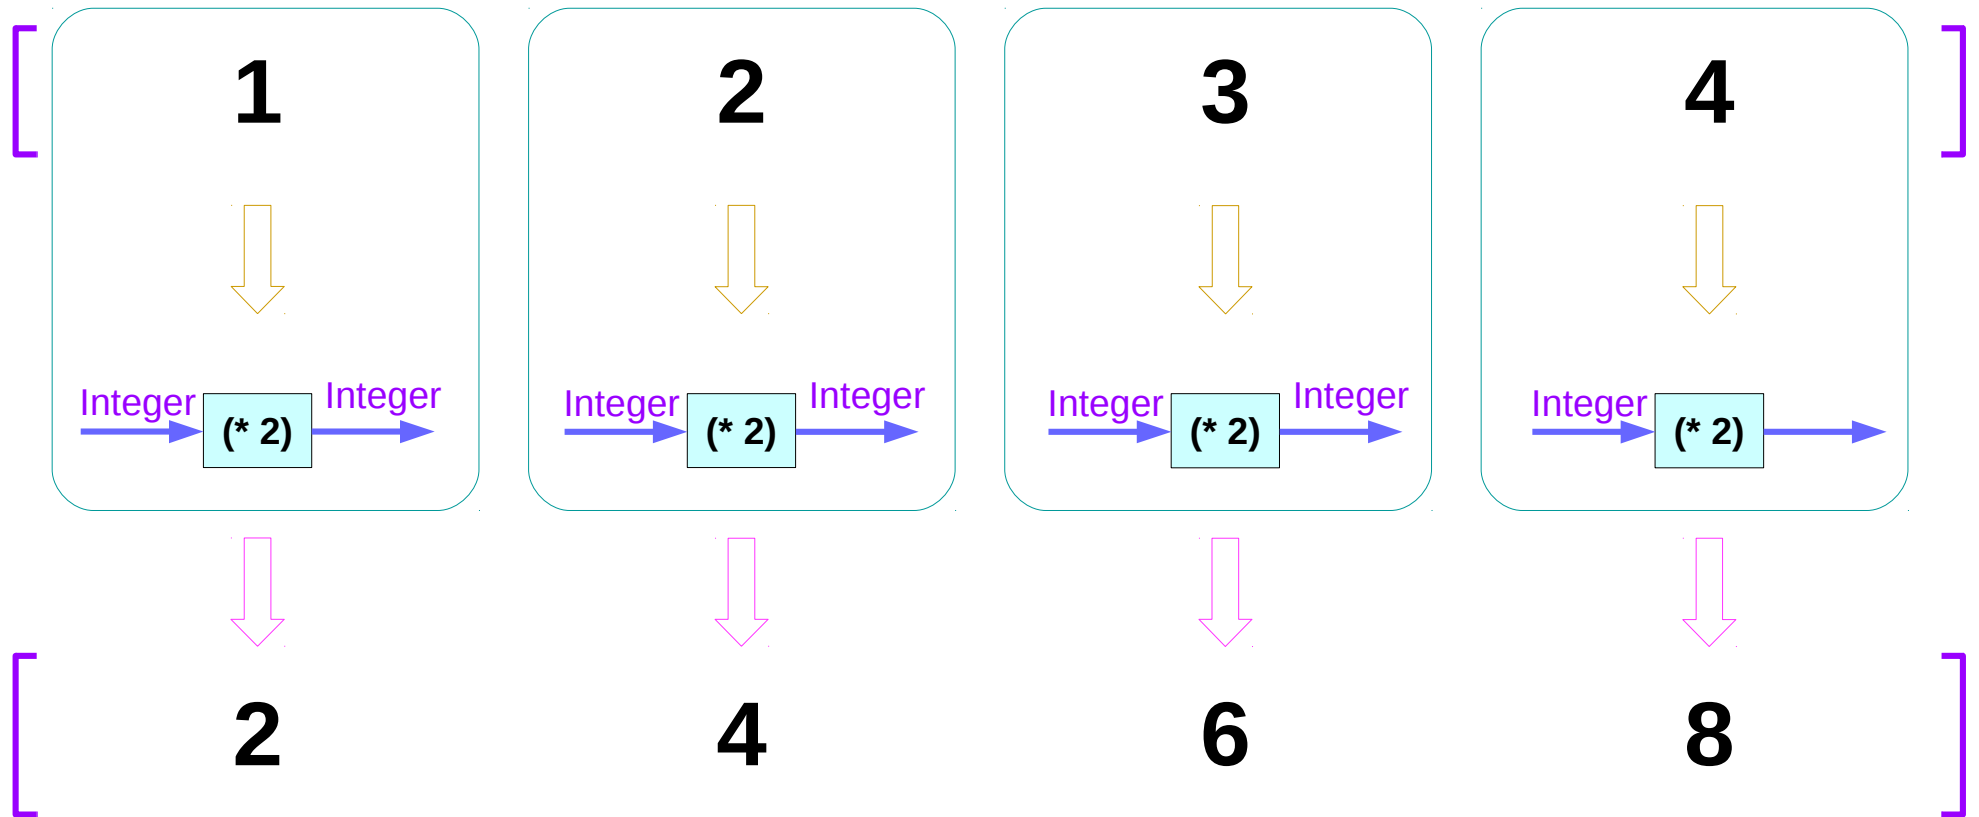 [ 1 2 3 4 ]
Integer (* 2) Integer Integer (* 2) Integer Integer (* 2) Integer Integer (* 2)
[ 2 4 6 8 ]